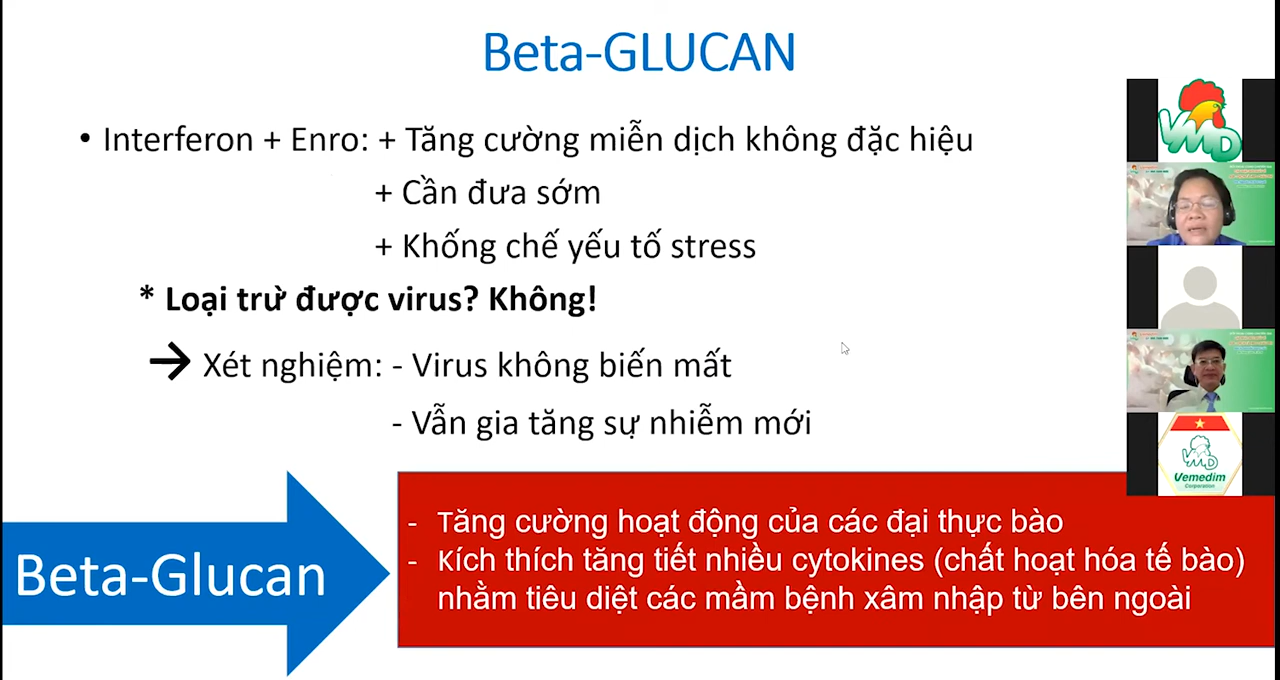 Beta-GLUCAN
• Interferon + Enro: + Tăng cường miễn dịch không đặc hiệu
+ Cần đưa sớm
+ Khống chế yếu tố stress
* Loại trừ được virus? Không!
→ Xét nghiệm: - Virus không biến mất
- Vẫn gia tăng sự nhiễm mới
Beta-Glucan
- Tăng cường hoạt động của các đại thực bào
- Kích thích tăng tiết nhiều cytokines (chất hoạt hóa tế bào)
nhằm tiêu diệt các mầm bệnh xâm nhập từ bên ngoài
VMD
VMD
Vemedim
Corporation